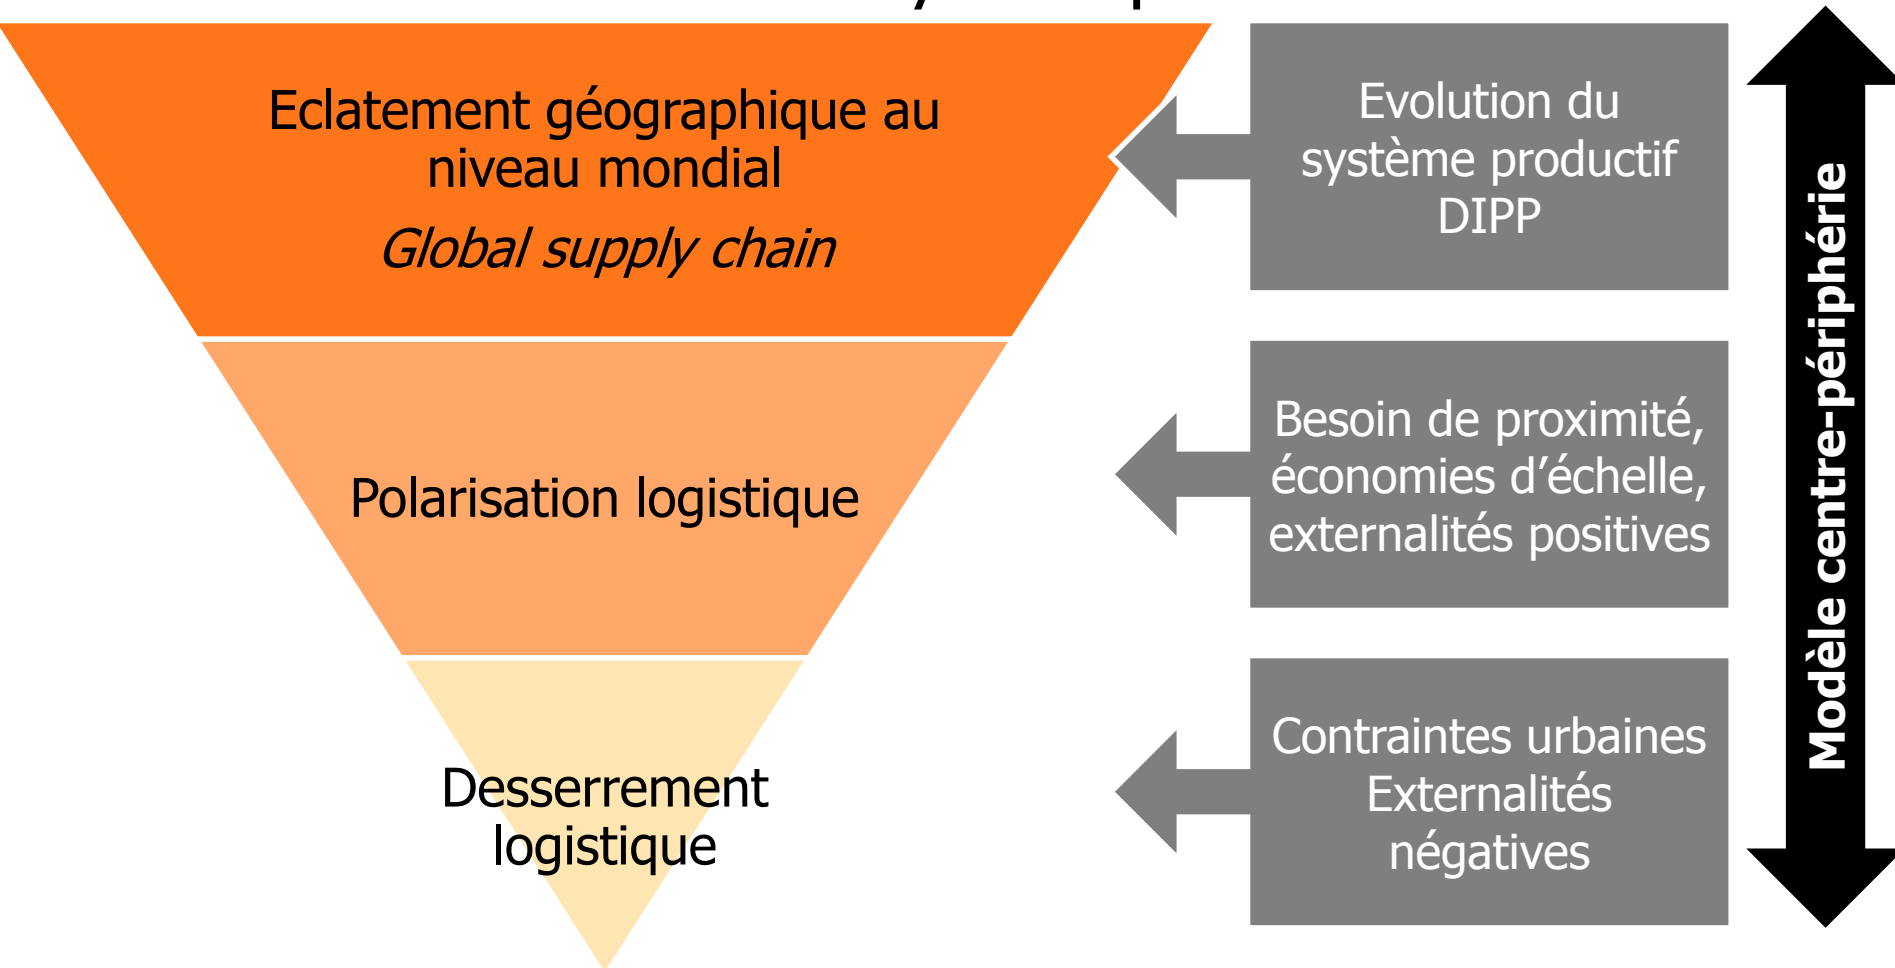 Eclatement géographique au
niveau mondial
Global supply chain
Evolution du
système productif
DIPP
Polarisation logistique
Besoin de proximité,
économies d’échelle,
externalités positives
Desserrement
logistique
Contraintes urbaines
Externalités
négatives
Modèle centre-périphérie